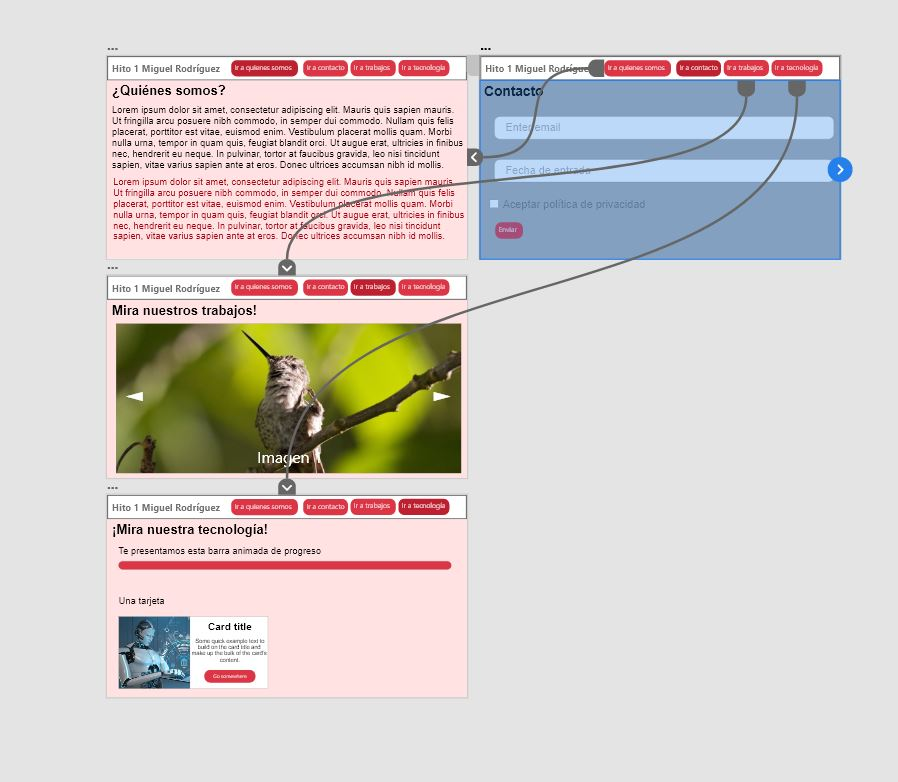 ...
Hito 1 Miguel Rodríguez Ir a quienes somos Ir a contacto Ir a trabajos Ir a tecnología
¿Quiénes somos?
Lorem ipsum dolor sit amet, consectetur adipiscing elit. Mauris quis sapien mauris.
Ut fringilla arcu posuere nibh commodo, in semper dui commodo. Nullam quis felis
placerat, porttitor est vitae, euismod enim. Vestibulum placerat mollis quam. Morbi
nulla urna, tempor in quam quis, feugiat blandit orci. Ut augue erat, ultricies in finibus
nec, hendrerit eu neque. In pulvinar, tortor at faucibus gravida, leo nisi tincidunt
sapien, vitae varius sapien ante at eros. Donec ultrices accumsan nibh id mollis.
Lorem ipsum dolor sit amet, consectetur adipiscing elit. Mauris quis sapien mauris.
Ut fringilla arcu posuere nibh commodo, in semper dui commodo. Nullam quis felis
placerat, porttitor est vitae, euismod enim. Vestibulum placerat mollis quam. Morbi
nulla urna, tempor in quam quis, feugiat blandit orci. Ut augue erat, ultricies in finibus
nec, hendrerit eu neque. In pulvinar, tortor at faucibus gravida, leo nisi tincidunt
sapien, vitae varius sapien ante at eros. Donec ultrices accumsan nibh id mollis.
...
Hito 1 Miguel Rodríguez Ir a quienes somos Ir a contacto Ir a trabajos Ir a tecnología
Contacto
Enter email
Fecha de entrada
Aceptar política de privacidad
Enviar
...
Hito 1 Miguel Rodríguez Ir a quienes somos Ir a contacto Ir a trabajos Ir a tecnología
Mira nuestros trabajos!
Imagen 1
...
Hito 1 Miguel Rodríguez Ir a quienes somos Ir a contacto Ir a trabajos Ir a tecnología
¡Mira nuestra tecnología!
Te presentamos esta barra animada de progreso
Una tarjeta
Card title
Some quick example text to
build on the card title and
make up the bulk of the card's
content.
Go somewhere